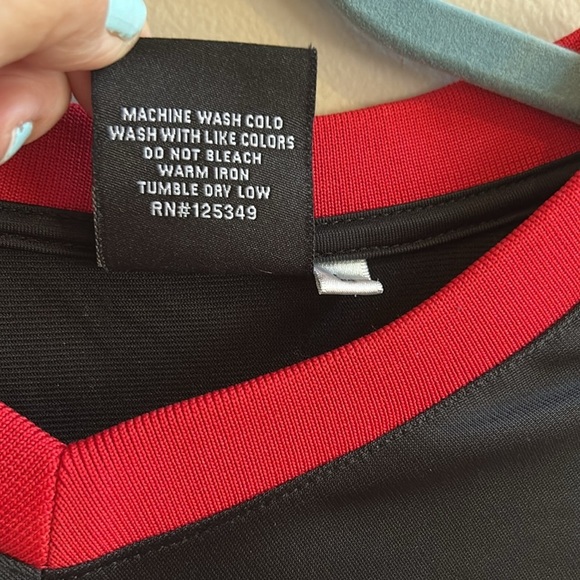 MACHINE WASH COLD
WASH WITH LIKE COLORS
DO NOT BLEACH
WARM IRON
TUMBLE DRY LOW
RN#125349